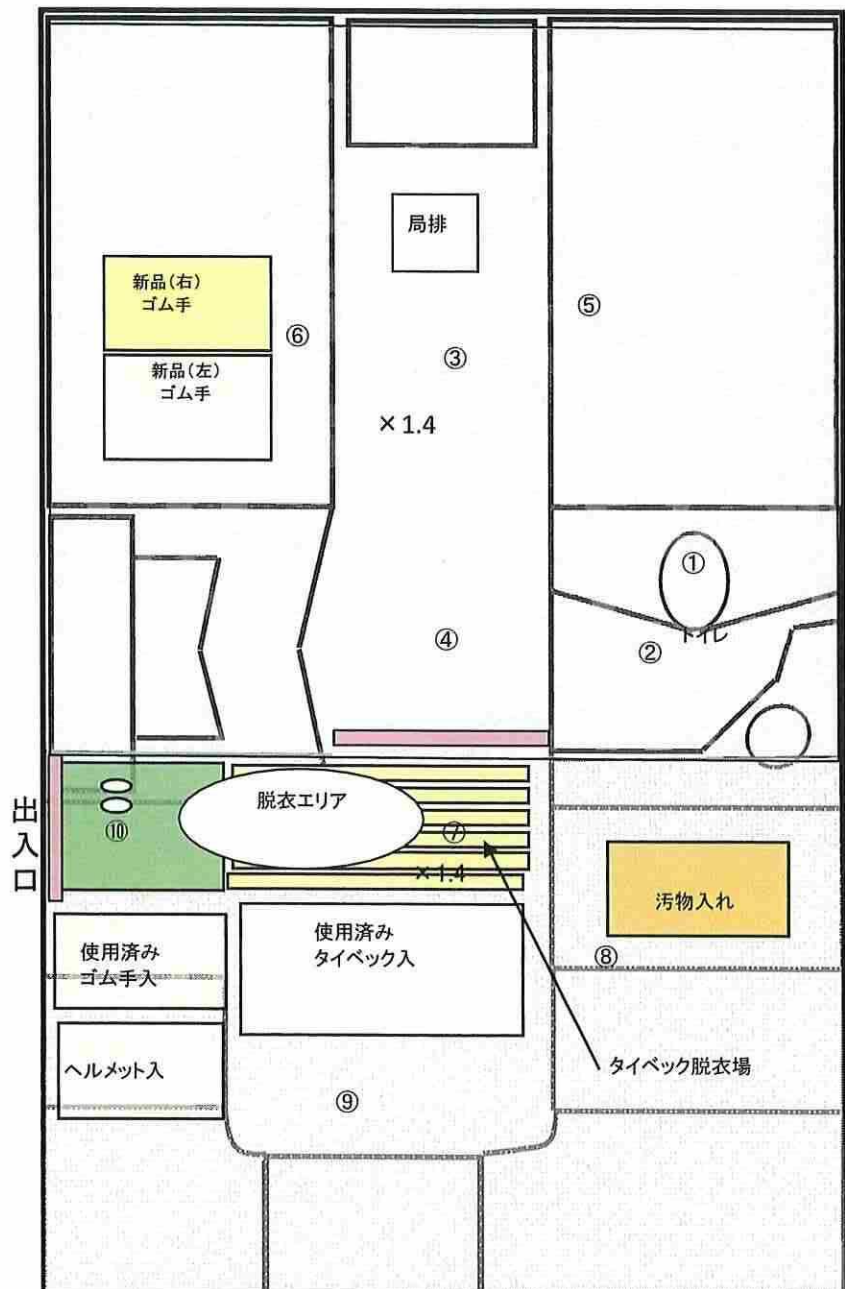 局排
新品(右)
ゴム手
⑤
⑥
③
新品(左)
ゴム手
× 1.4
①
④
②
トイレ
出入口
脱衣エリア
⑩
⑦
× 1.4
汚物入れ
使用済み
ゴム手入
使用済み
タイベック入
⑧
ヘルメット入
タイベック脱衣場
⑨